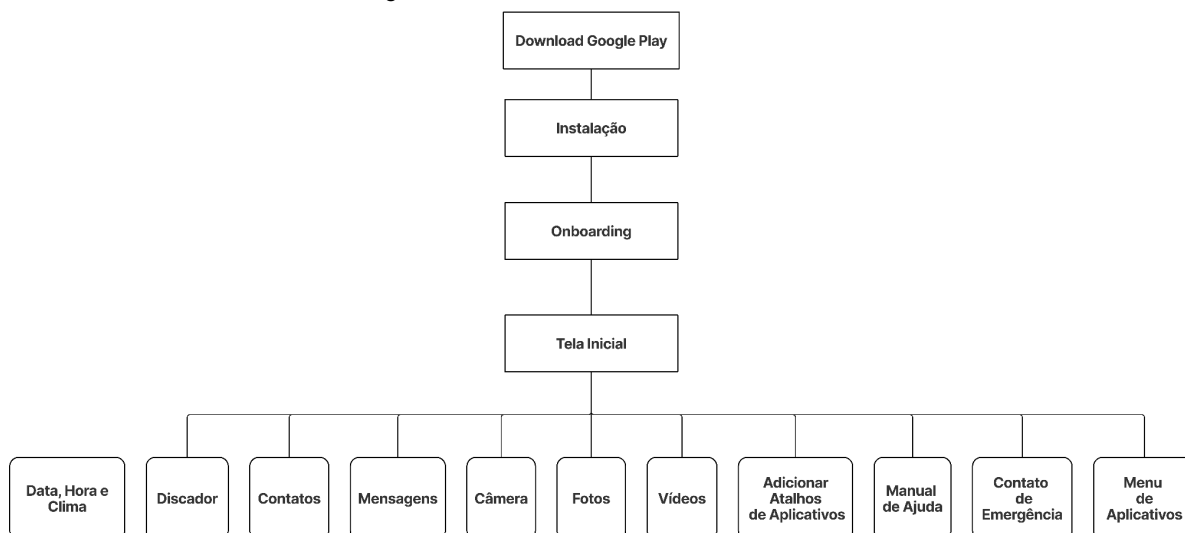 Download Google Play
Instalação
Onboarding
Tela Inicial
Data, Hora e
Clima
Discador
Contatos
Mensagens
Câmera
Fotos
Vídeos
Adicionar
Atalhos
de Aplicativos
Manual
de Ajuda
Contato
de
Emergência
Menu
de
Aplicativos